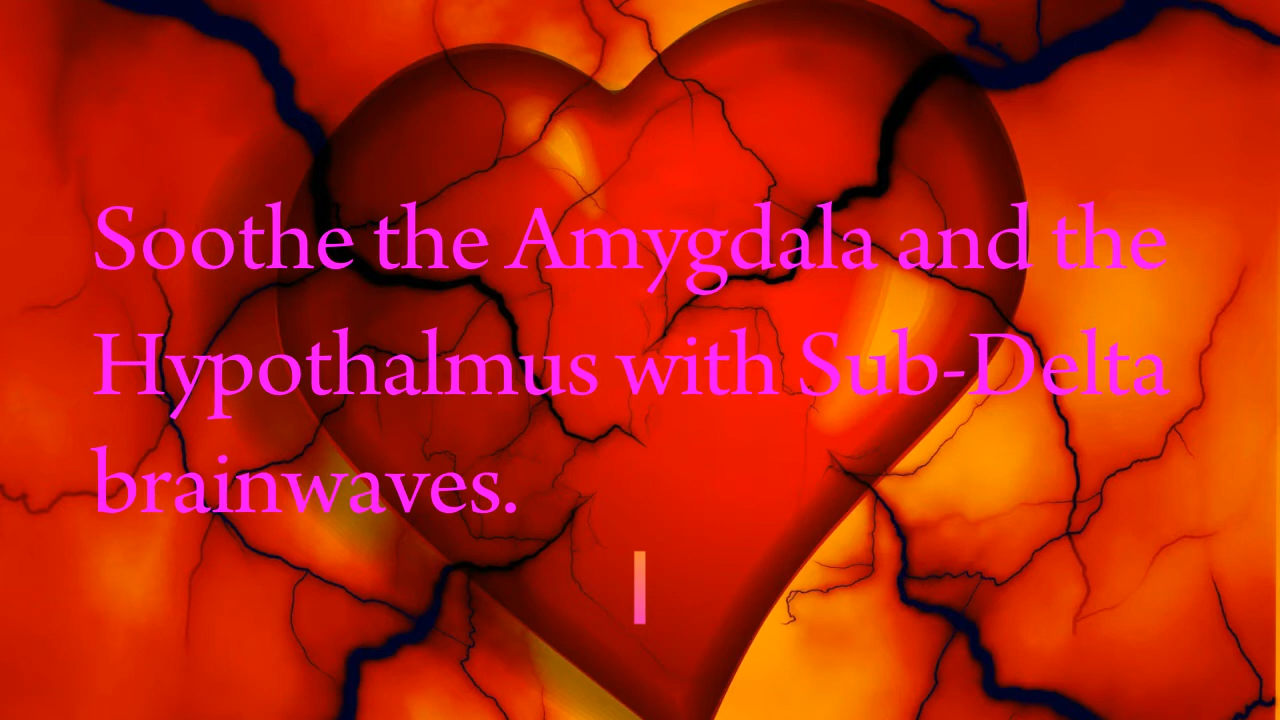 Soothe the Amygdala and the
Hypothalmus with Sub-Delta
brainwaves.
I